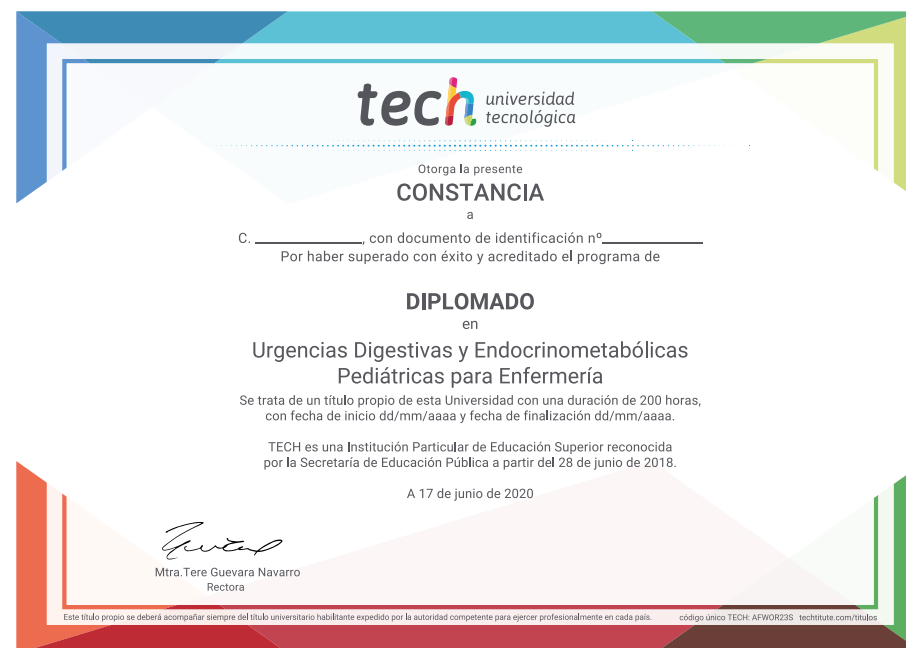 tech universidad
tecnológica
Otorga la presente
CONSTANCIA
a
C. ____________, con documento de identificación nº____________
Por haber superado con éxito y acreditado el programa de
DIPLOMADO
en
Urgencias Digestivas y Endocrinometabólicas
Pediátricas para Enfermería
Se trata de un título propio de esta Universidad con una duración de 200 horas,
con fecha de inicio dd/mm/aaaa y fecha de finalización dd/mm/aaaa.
TECH es una Institución Particular de Educación Superior reconocida
por la Secretaría de Educación Pública a partir del 28 de junio de 2018.
A 17 de junio de 2020
Mtra.Tere Guevara Navarro
Rectora
Este título propio se deberá acompañar siempre del título universitario habilitante expedido por la autoridad competente para ejercer profesionalmente en cada país. código único TECH: AFWOR23S techtitute.com/titulos